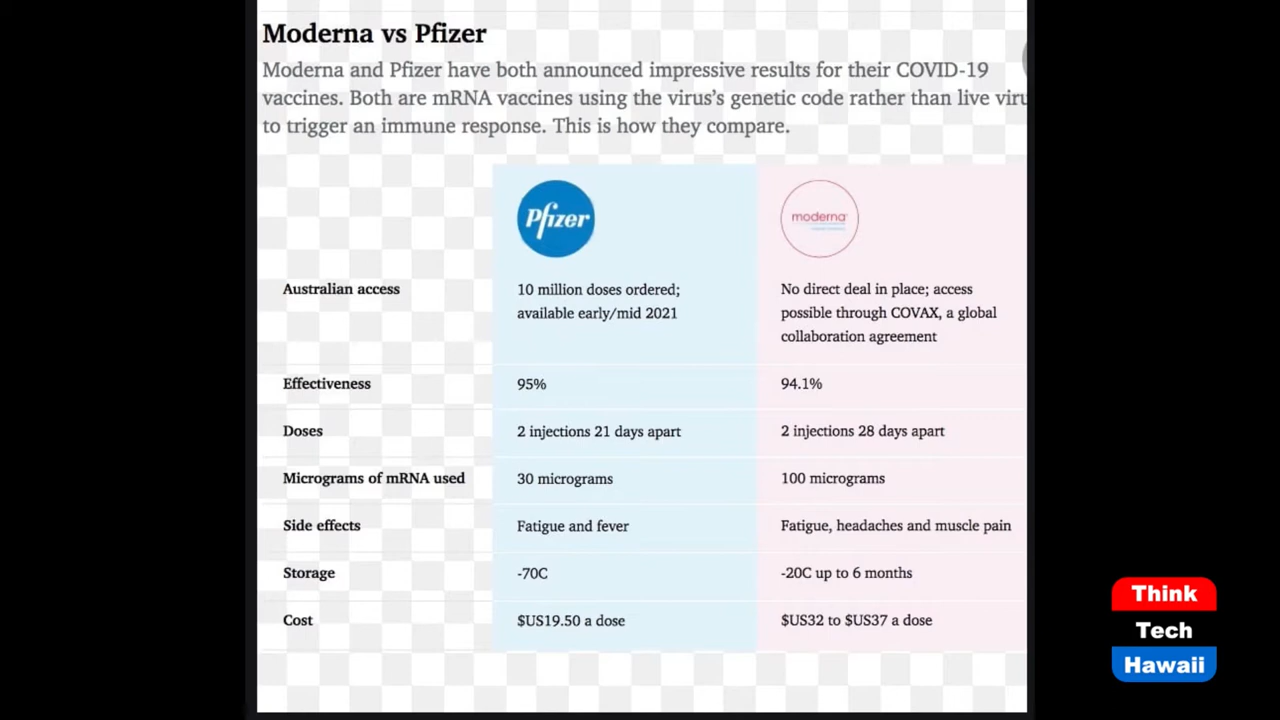 Moderna vs Pfizer
Moderna and Pfizer have both announced impressive results for their COVID-19
vaccines. Both are mRNA vaccines using the virus's genetic code rather than live viru
to trigger an immune response. This is how they compare.
Pfizer
moderna
Australian access
10 million doses ordered;
available early/mid 2021
No direct deal in place; access
possible through COVAX, a global
collaboration agreement
Effectiveness
95%
94.1%
Doses
2 injections 21 days apart
2 injections 28 days apart
Micrograms of mRNA used
30 micrograms
100 micrograms
Side effects
Fatigue and fever
Fatigue, headaches and muscle pain
Storage
-70C
-20C up to 6 months
Cost
$US19.50 a dose
$US32 to $US37 a dose
Think
Tech
Hawaii